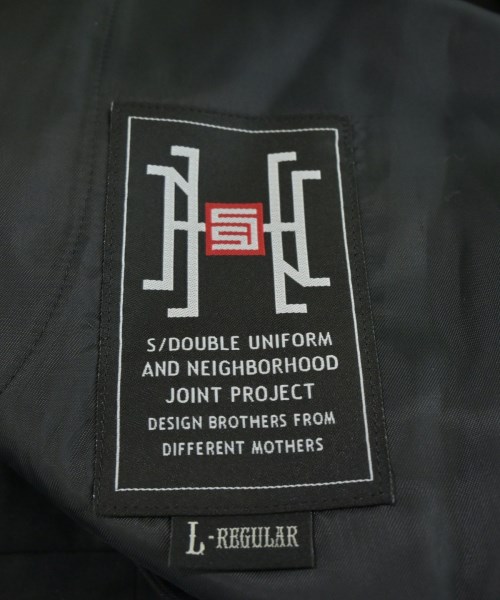 S/DOUBLE UNIFORM
AND NEIGHBORHOOD
JOINT PROJECT
DESIGN BROTHERS FROM
DIFFERENT MOTHERS
L-REGULAR